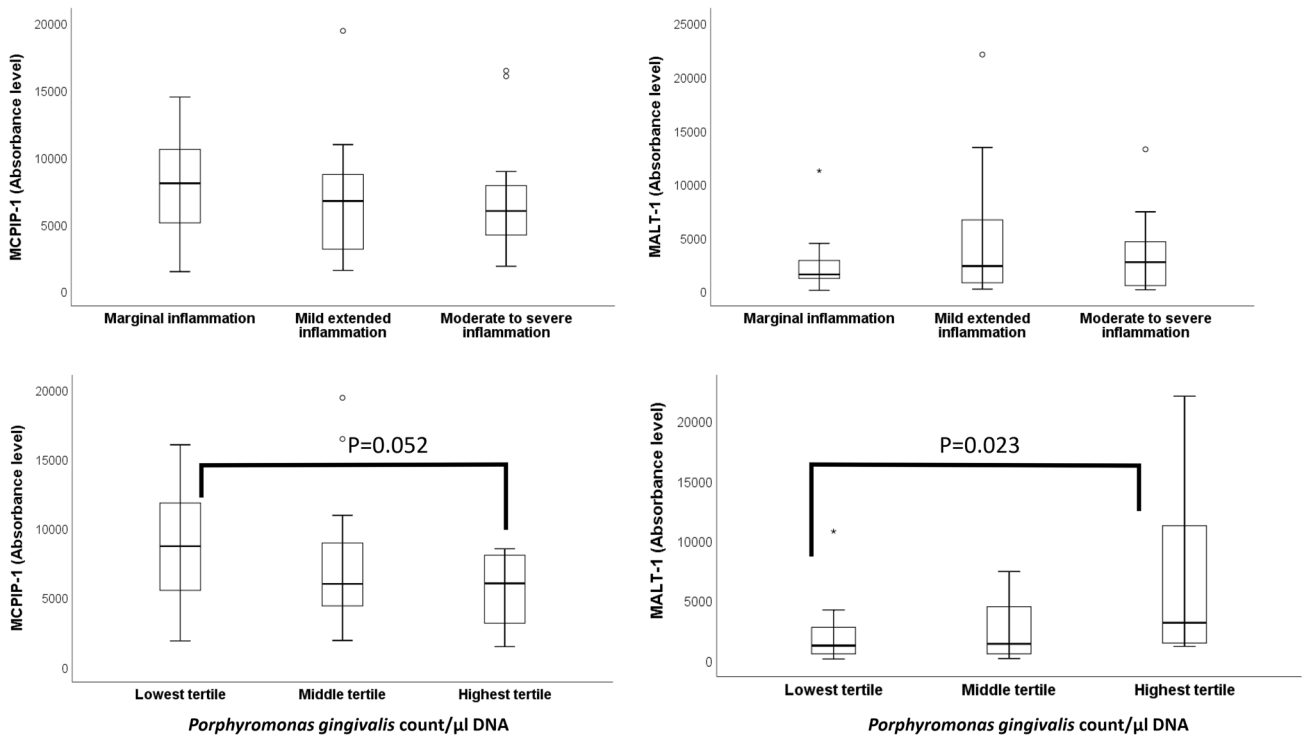 MCPIP-1 (Absorbance level)
20000
15000
10000
5000
0
Marginal inflammation
Mild extended
inflammation
Moderate to severe
inflammation
MALT-1 (Absorbance level)
25000
20000
15000
10000
5000
0
Marginal inflammation
Mild extended
inflammation
Moderate to severe
inflammation
MCPIP-1 (Absorbance level)
20000
15000
10000
5000
0
P=0.052
Lowest tertile
Middle tertile
Highest tertile
Porphyromonas gingivalis count/µl DNA
MALT-1 (Absorbance level)
20000
15000
10000
5000
0
P=0.023
Lowest tertile
Middle tertile
Highest tertile
Porphyromonas gingivalis count/µl DNA